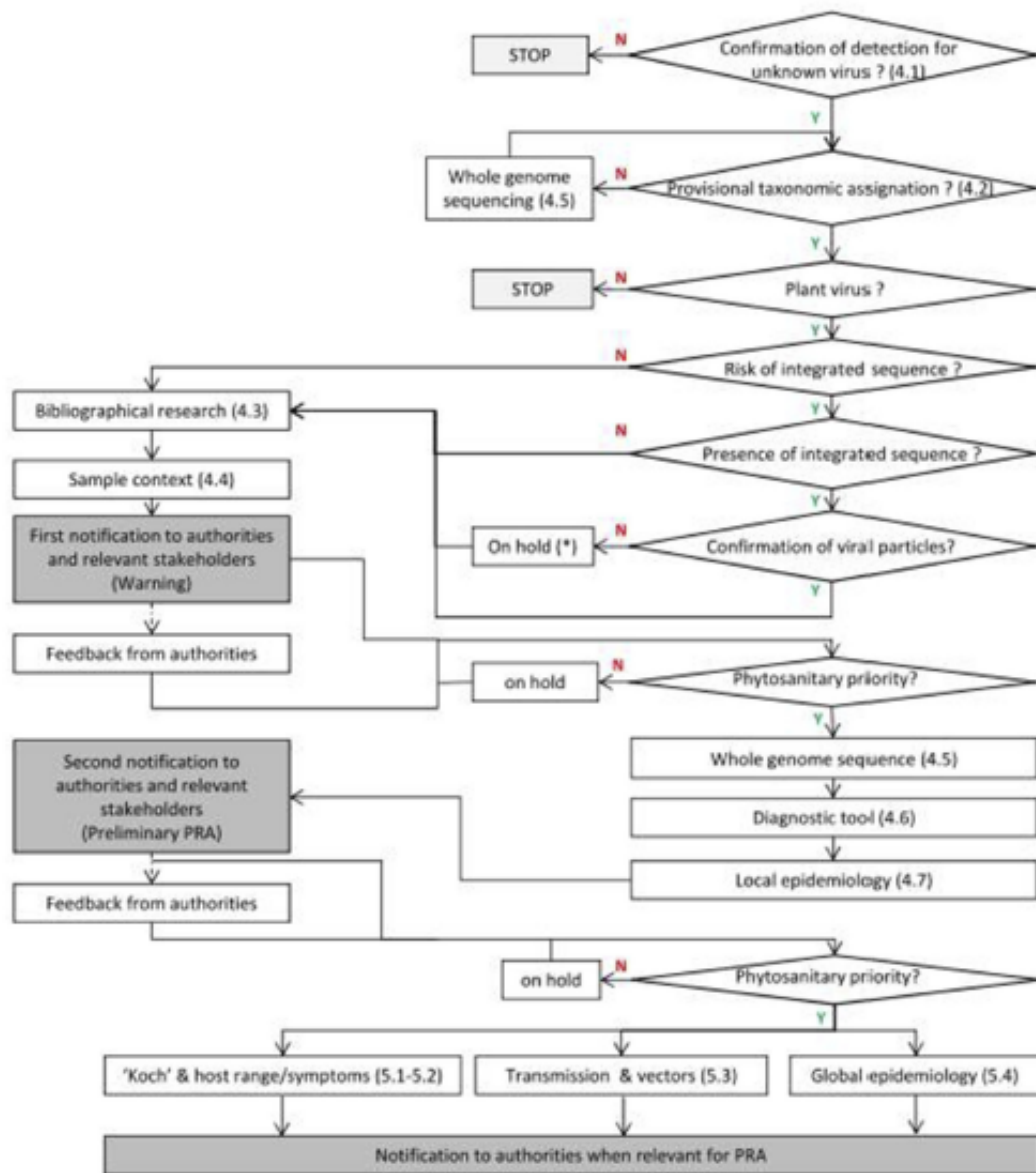 STOP
N
Confirmation of detection for
unknown virus ? (4.1)
Y
Whole genome
sequencing (4.5)
N
Provisional taxonomic assignation ? (4.2)
Y
STOP
N
Plant virus ?
Y
N
Risk of integrated sequence ?
Y
Bibliographical research (4.3)
N
Presence of integrated sequence ?
Y
Sample context (4.4)
First notification to authorities
and relevant stakeholders
(Warning)
On hold (*)
N
Confirmation of viral particles?
Y
Feedback from authorities
on hold
N
Phytosanitary priority?
Y
Second notification to
authorities and relevant
stakeholders
(Preliminary PRA)
Whole genome sequence (4.5)
Diagnostic tool (4.6)
Local epidemiology (4.7)
Feedback from authorities
on hold
N
Phytosanitary priority?
Y
'Koch' & host range/symptoms (5.1-5.2)
Transmission & vectors (5.3)
Global epidemiology (5.4)
Notification to authorities when relevant for PRA